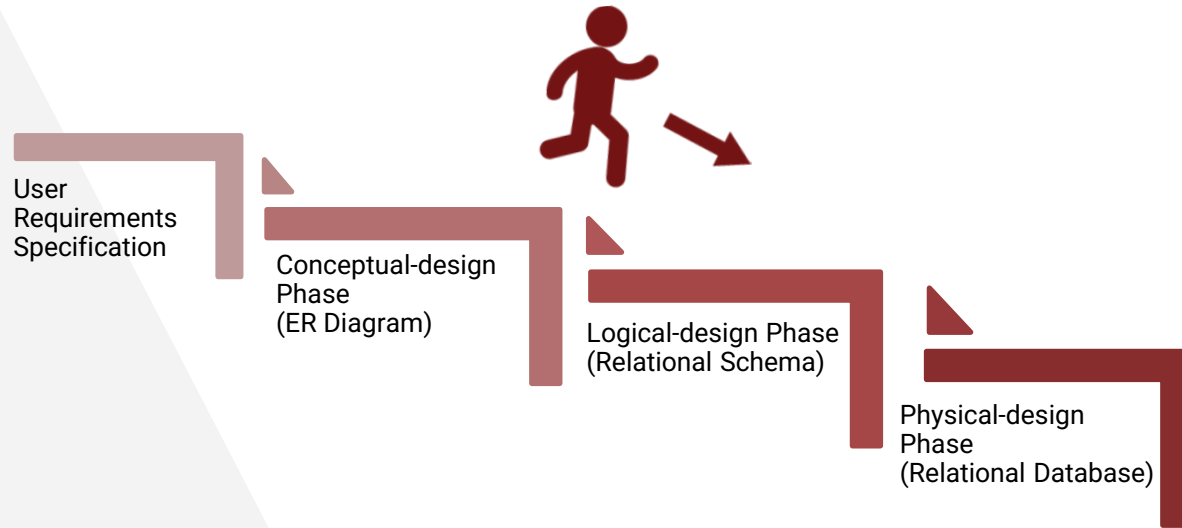 User
Requirements
Specification
Conceptual-design
Phase
(ER Diagram)
Logical-design Phase
(Relational Schema)
Physical-design
Phase
(Relational Database)